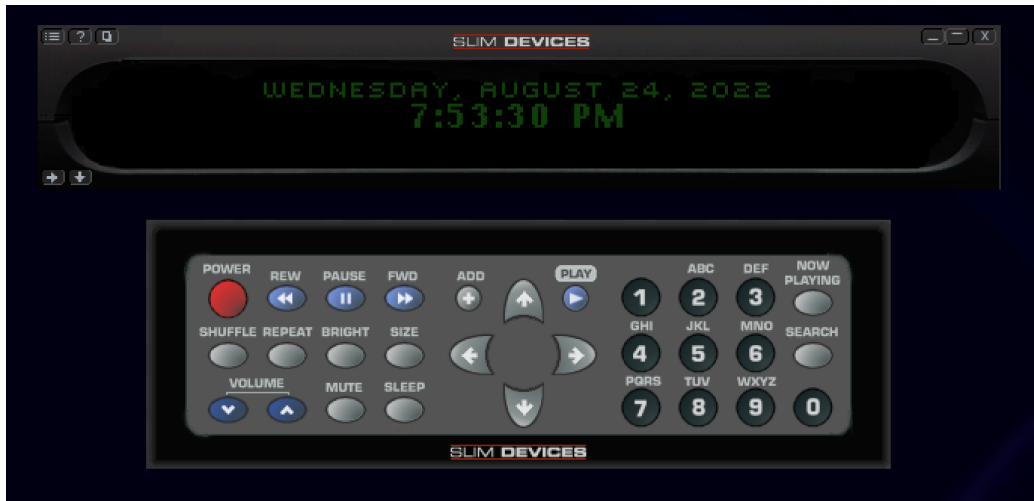 ? X
SLIM DEVICES
WEDNESDAY, AUGUST 24, 2022
7:53:30 PM
POWER REW PAUSE FWD ADD PLAY ABC DEF NOW PLAYING
1 2 3
SHUFFLE REPEAT BRIGHT SIZE GHI JKL MNO SEARCH
4 5 6
VOLUME MUTE SLEEP PQRS TUV WXYZ
7 8 9 0
SLIM DEVICES